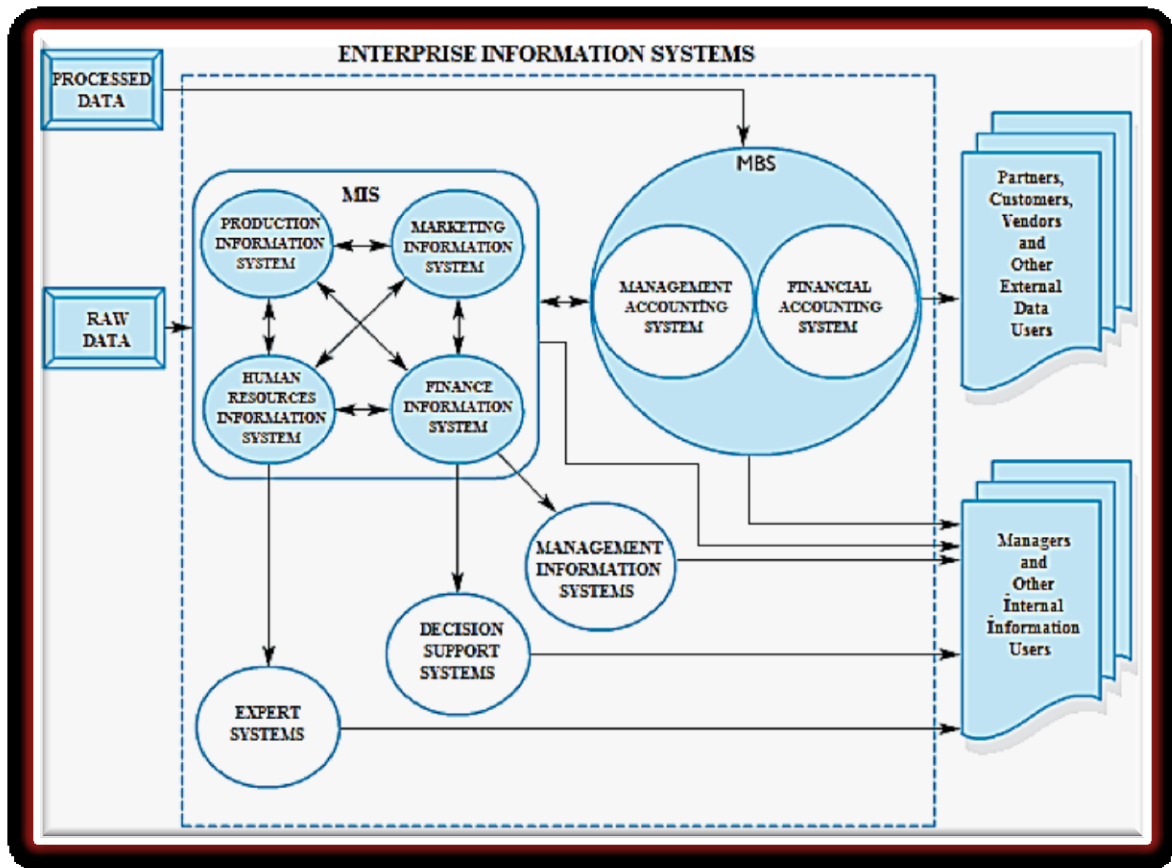 ENTERPRISE INFORMATION SYSTEMS
PROCESSED
DATA
MBS
MIS
PRODUCTION
INFORMATION
SYSTEM
MARKETING
INFORMATION
SYSTEM
Partners,
Customers,
Vendors
and
Other
External
Data
Users
MANAGEMENT
ACCOUNTİNG
SYSTEM
FINANCIAL
ACCOUNTING
SYSTEM
RAW
DATA
HUMAN
RESOURCES
INFORMATION
SYSTEM
FINANCE
INFORMATION
SYSTEM
MANAGEMENT
INFORMATION
SYSTEMS
Managers
and
Other
İnternal
İnformation
Users
DECISION
SUPPORT
SYSTEMS
EXPERT
SYSTEMS